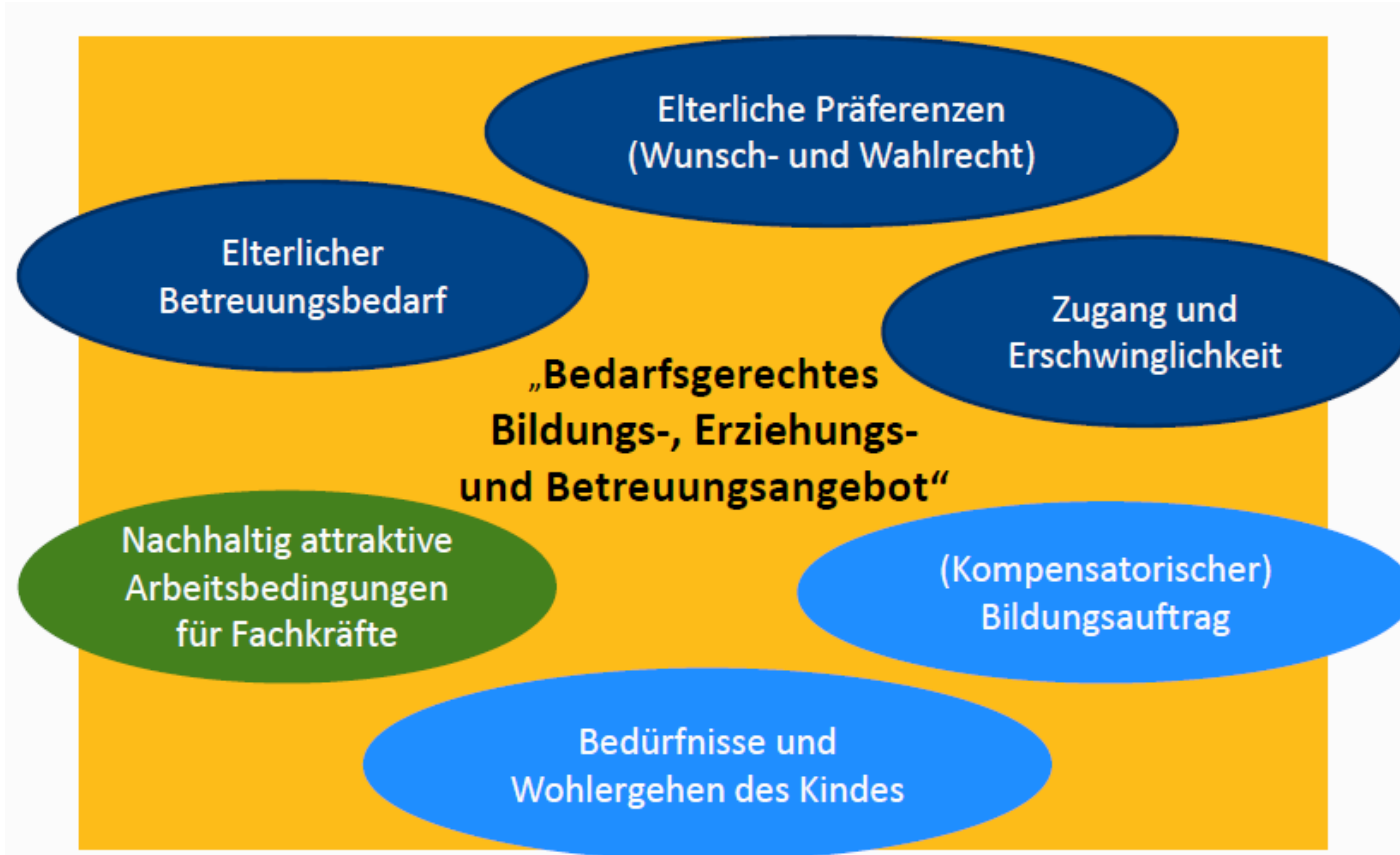 Elterliche Präferenzen
(Wunsch- und Wahlrecht)
Elterlicher
Betreuungsbedarf
Zugang und
Erschwinglichkeit
„Bedarfsgerechtes
Bildungs-, Erziehungs-
und Betreuungsangebot“
Nachhaltig attraktive
Arbeitsbedingungen
für Fachkräfte
(Kompensatorischer)
Bildungsauftrag
Bedürfnisse und
Wohlergehen des Kindes